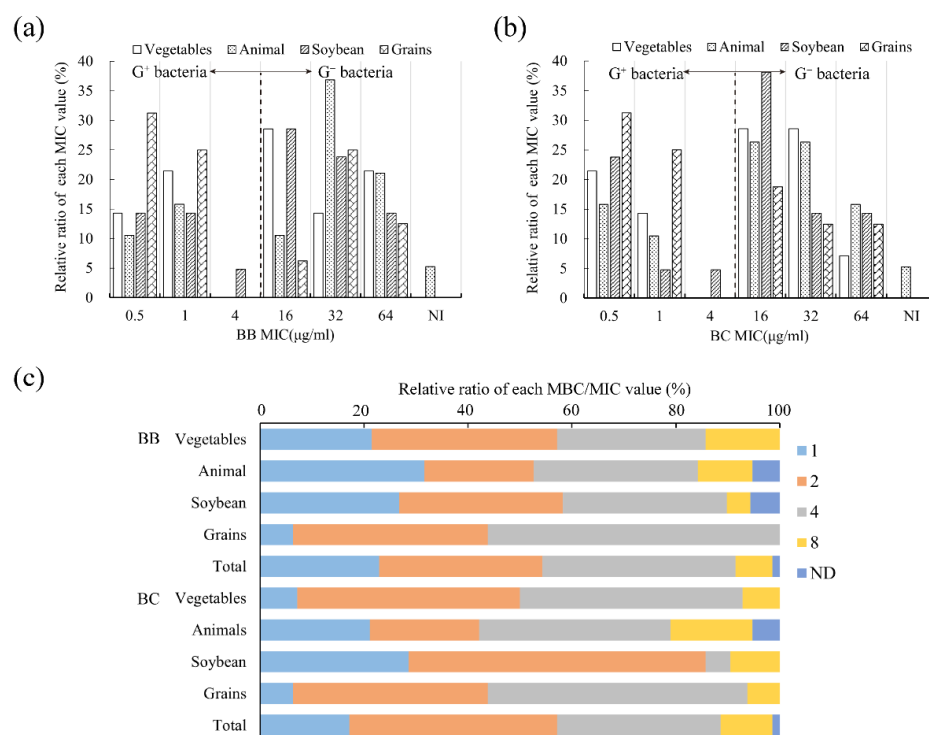 (a)
Vegetables Animal Soybean Grains
G⁺ bacteria G⁻ bacteria
Relative ratio of each MIC value (%)
40
35
30
25
20
15
10
5
0
0.5 1 4 16 32 64 NI
BB MIC(μg/ml)
(b)
Vegetables Animal Soybean Grains
G⁺ bacteria G⁻ bacteria
Relative ratio of each MIC value (%)
40
35
30
25
20
15
10
5
0
0.5 1 4 16 32 64 NI
BC MIC(μg/ml)
(c)
Relative ratio of each MBC/MIC value (%)
0 20 40 60 80 100
BB Vegetables
Animal
Soybean
Grains
Total
BC Vegetables
Animals
Soybean
Grains
Total
1
2
4
8
ND